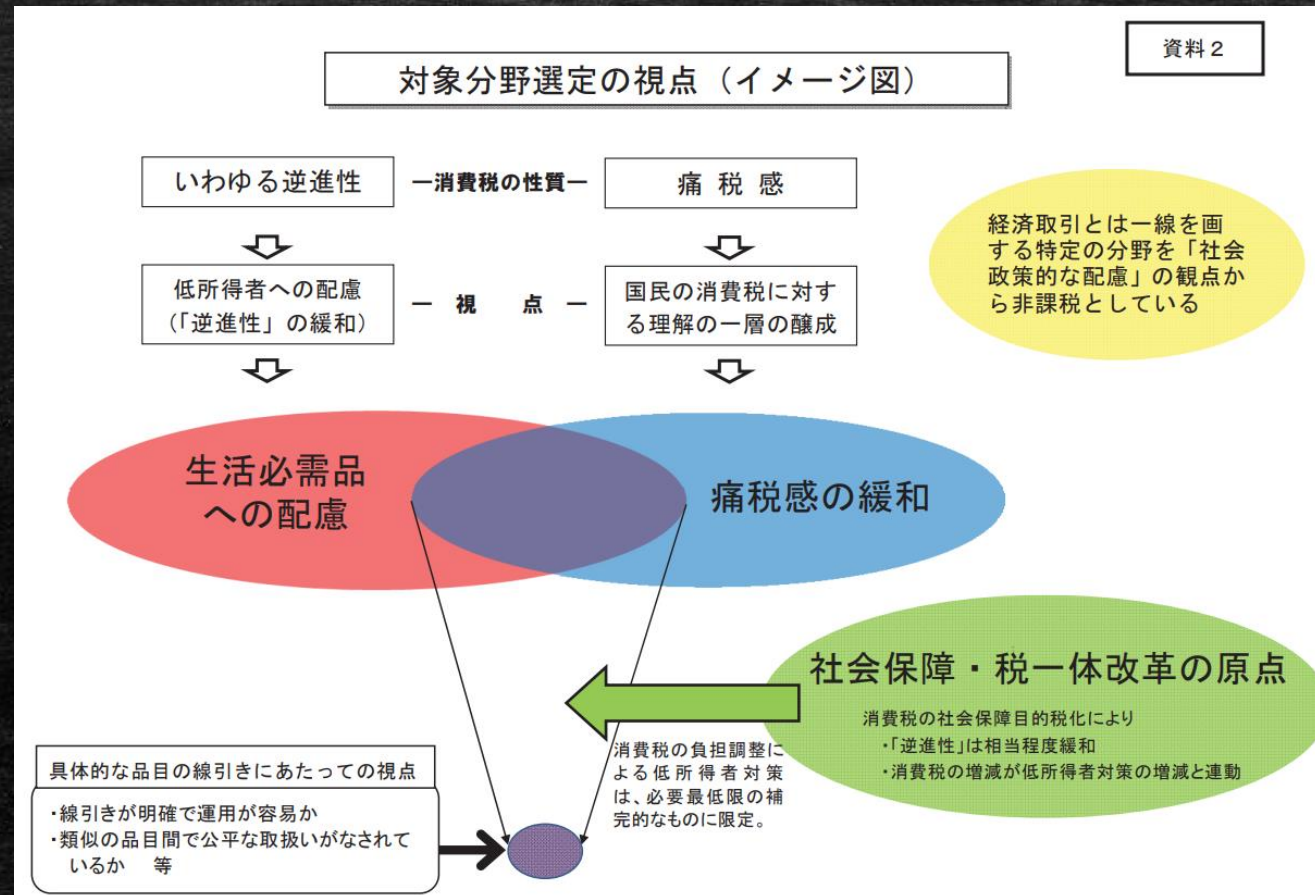 資料２
対象分野選定の視点（イメージ図）
いわゆる逆進性
―消費税の性質―
痛 税 感
低所得者への配慮
（「逆進性」の緩和）
― 視　　点 ―
国民の消費税に対す
る理解の一層の醸成
経済取引とは一線を画
する特定の分野を「社会
政策的な配慮」の観点か
ら非課税としている
生活必需品
への配慮
痛税感の緩和
社会保障・税一体改革の原点
消費税の社会保障目的税化により
・「逆進性」は相当程度緩和
・消費税の増減が低所得者対策の増減と連動
消費税の負担調整に
よる低所得者対策
は、必要最低限の補
完的なものに限定。
具体的な品目の線引きにあたっての視点
・線引きが明確で運用が容易か
・類似の品目間で公平な取扱いがなされて
いるか　等